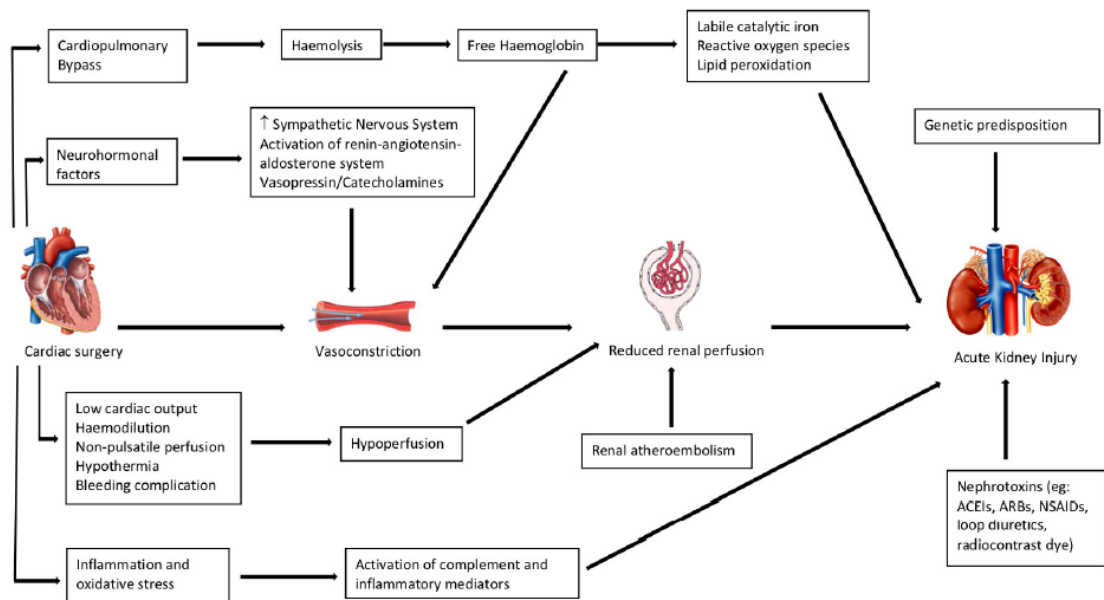 Cardiopulmonary
Bypass
Haemolysis
Free Haemoglobin
Labile catalytic iron
Reactive oxygen species
Lipid peroxidation
Neurohormonal
factors
↑ Sympathetic Nervous System
Activation of renin-angiotensin-
aldosterone system
Vasopressin/Catecholamines
Genetic predisposition
Cardiac surgery
Vasoconstriction
Reduced renal perfusion
Acute Kidney Injury
Low cardiac output
Haemodilution
Non-pulsatile perfusion
Hypothermia
Bleeding complication
Hypoperfusion
Renal atheroembolism
Nephrotoxins (eg:
ACEIs, ARBs, NSAIDs,
loop diuretics,
radiocontrast dye)
Inflammation and
oxidative stress
Activation of complement and
inflammatory mediators